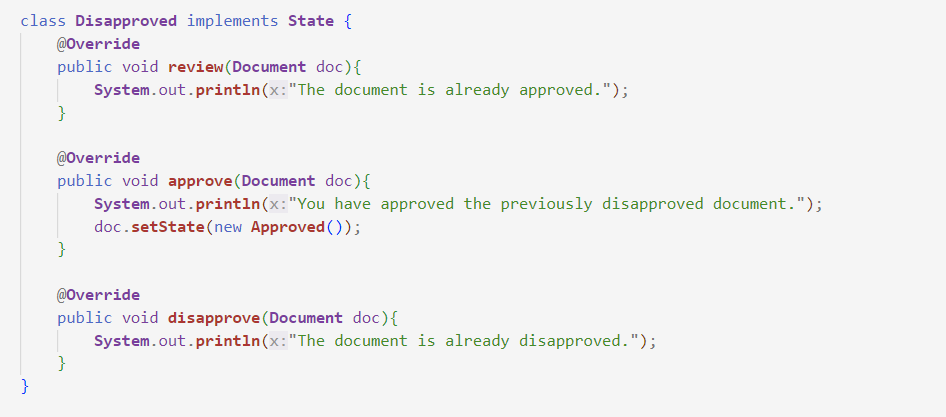 class Disapproved implements State {
    @Override
    public void review(Document doc){
        System.out.println(x:"The document is already approved.");
    }

    @Override
    public void approve(Document doc){
        System.out.println(x:"You have approved the previously disapproved document.");
        doc.setState(new Approved());
    }

    @Override
    public void disapprove(Document doc){
        System.out.println(x:"The document is already disapproved.");
    }
}